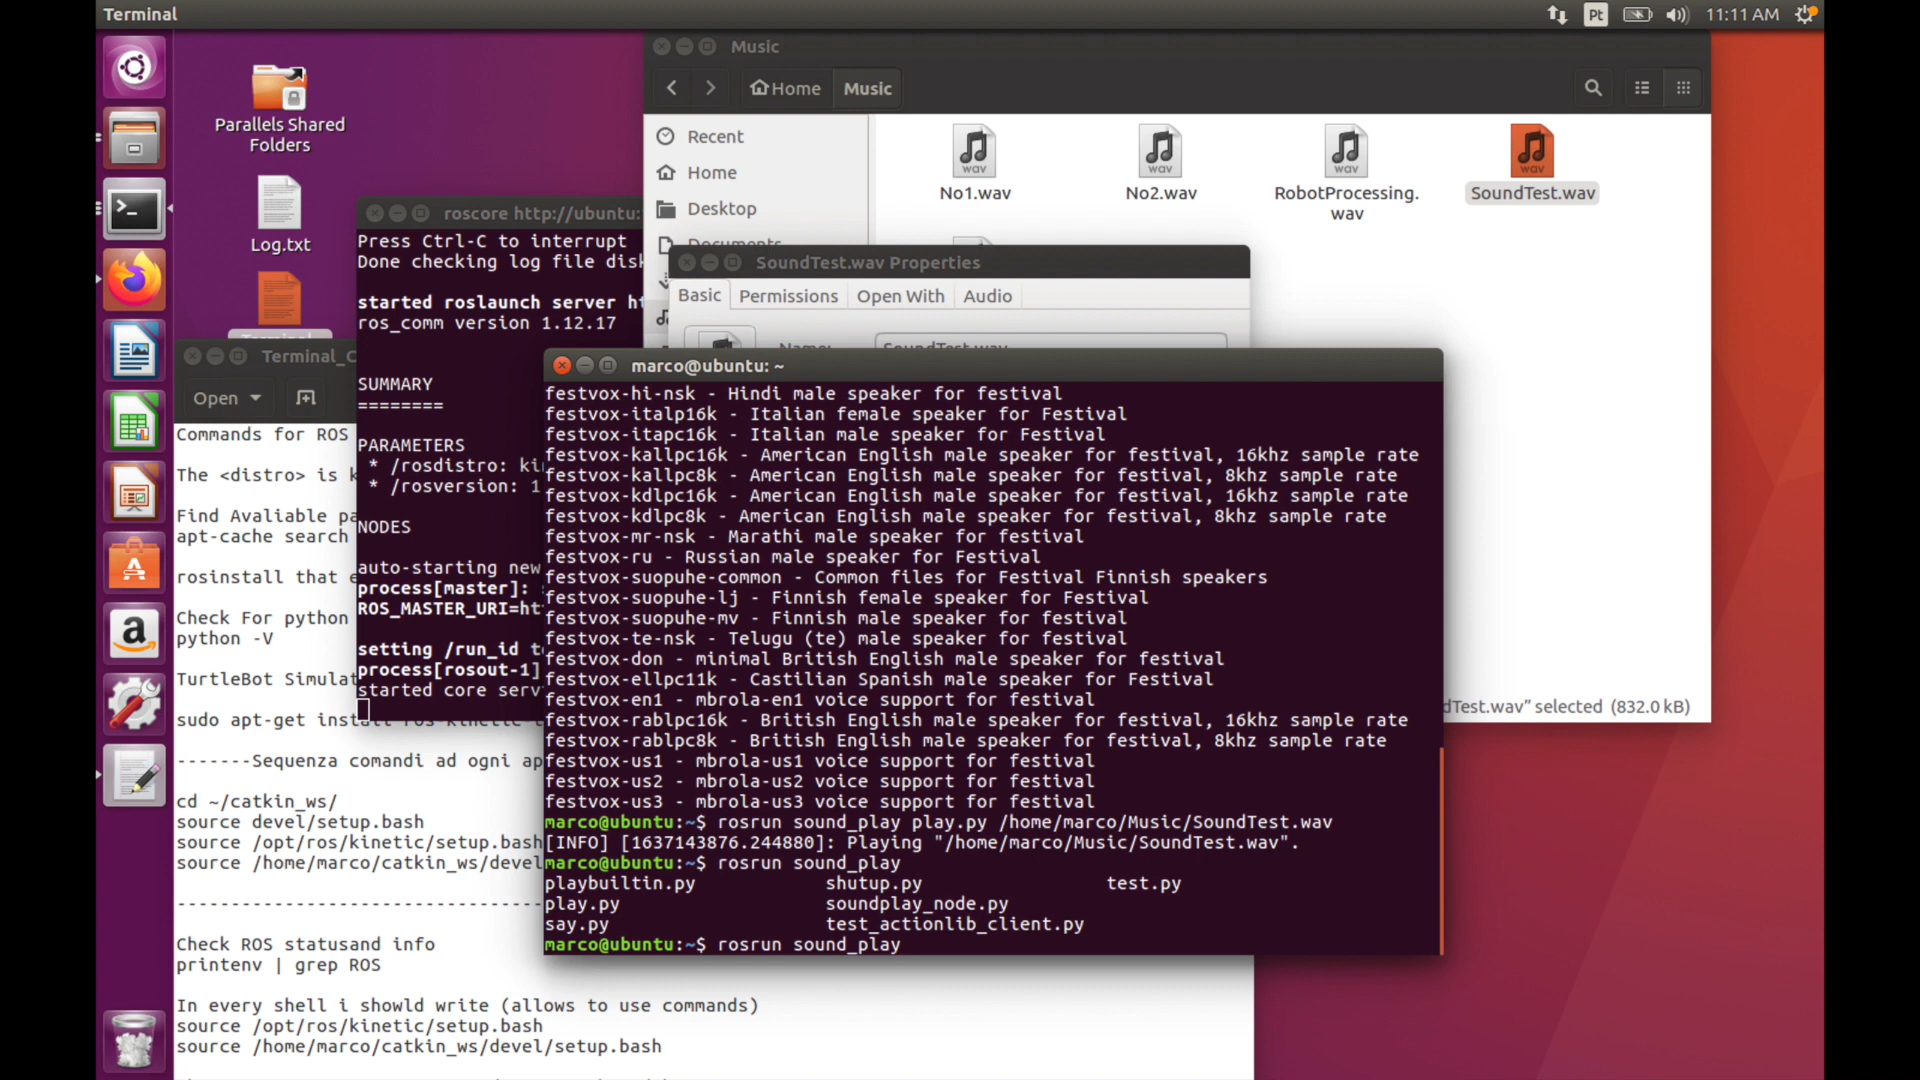 Terminal
Pt
11:11 AM
Parallels Shared
Folders
Log.txt
Music
Home
Music
Recent
Home
Desktop
Documents
No1.wav
No2.wav
RobotProcessing.
wav
SoundTest.wav
wav
wav
wav
wav
dTest.wav” selected (832.0 kB)
roscore http://ubuntu:
Press Ctrl-C to interrupt
Done checking log file disk
started roslaunch server ht
ros_comm version 1.12.17
SUMMARY
========
PARAMETERS
* /rosdistro: kin
* /rosversion: 1.
NODES
auto-starting new
process[master]:
ROS_MASTER_URI=htt
setting /run_id to
process[rosout-1]
started core serv
SoundTest.wav Properties
Basic
Permissions
Open With
Audio
Name:
SoundTest.wav
Terminal_C
Open
Commands for ROS
The <distro> is k
Find Avaliable pa
apt-cache search
rosinstall that e
Check For python
python -V
TurtleBot Simulat
sudo apt-get install ros-kinetic-t
-------Sequenza comandi ad ogni ap
cd ~/catkin_ws/
source devel/setup.bash
source /opt/ros/kinetic/setup.bash
source /home/marco/catkin_ws/devel
----------------------------------
Check ROS statusand info
printenv | grep ROS
In every shell i showld write (allows to use commands)
source /opt/ros/kinetic/setup.bash
source /home/marco/catkin_ws/devel/setup.bash
marco@ubuntu: ~
festvox-hi-nsk - Hindi male speaker for festival
festvox-italp16k - Italian female speaker for Festival
festvox-itapc16k - Italian male speaker for Festival
festvox-kallpc16k - American English male speaker for festival, 16khz sample rate
festvox-kallpc8k - American English male speaker for festival, 8khz sample rate
festvox-kdlpc16k - American English male speaker for festival, 16khz sample rate
festvox-kdlpc8k - American English male speaker for festival, 8khz sample rate
festvox-mr-nsk - Marathi male speaker for festival
festvox-ru - Russian male speaker for Festival
festvox-suopuhe-common - Common files for Festival Finnish speakers
festvox-suopuhe-lj - Finnish female speaker for Festival
festvox-suopuhe-mv - Finnish male speaker for Festival
festvox-te-nsk - Telugu (te) male speaker for festival
festvox-don - minimal British English male speaker for festival
festvox-ellpc11k - Castilian Spanish male speaker for Festival
festvox-en1 - mbrola-en1 voice support for festival
festvox-rablpc16k - British English male speaker for festival, 16khz sample rate
festvox-rablpc8k - British English male speaker for festival, 8khz sample rate
festvox-us1 - mbrola-us1 voice support for festival
festvox-us2 - mbrola-us2 voice support for festival
festvox-us3 - mbrola-us3 voice support for festival
marco@ubuntu:~$ rosrun sound_play play.py /home/marco/Music/SoundTest.wav
[INFO] [1637143876.244880]: Playing "/home/marco/Music/SoundTest.wav".
marco@ubuntu:~$ rosrun sound_play
playbuiltin.py shutup.py test.py
play.py soundplay_node.py
say.py test_actionlib_client.py
marco@ubuntu:~$ rosrun sound_play